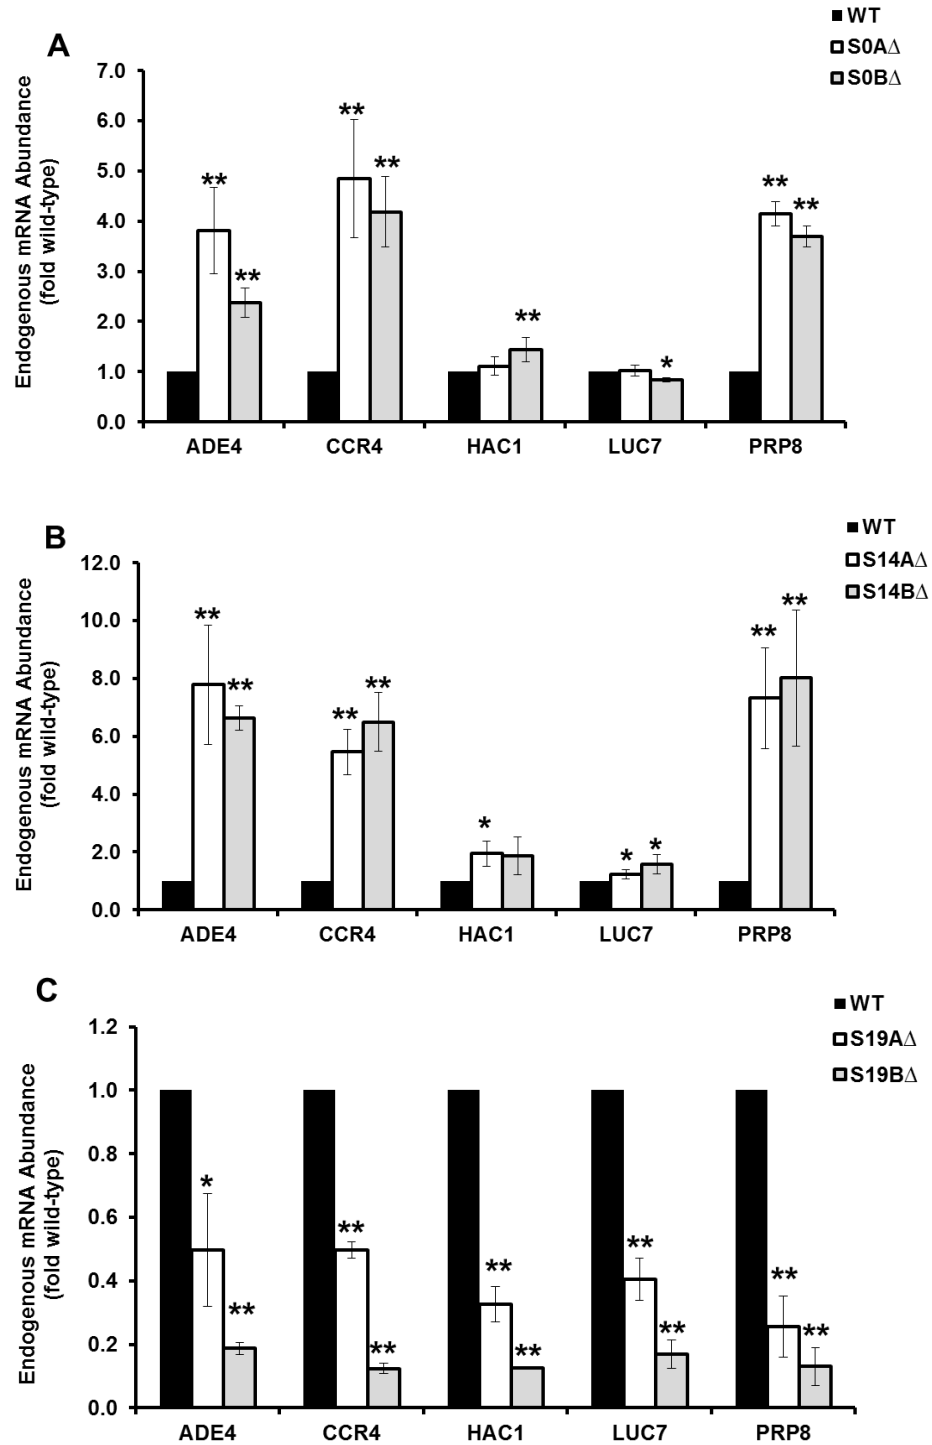 A
WT
S0AΔ
S0BΔ
Endogenous mRNA Abundance
(fold wild-type)
7.0
6.0
5.0
4.0
3.0
2.0
1.0
0.0
** ** ** ** ** * ** **
ADE4 CCR4 HAC1 LUC7 PRP8
B
WT
S14AΔ
S14BΔ
Endogenous mRNA Abundance
(fold wild-type)
12.0
10.0
8.0
6.0
4.0
2.0
0.0
** ** ** ** * * * ** **
ADE4 CCR4 HAC1 LUC7 PRP8
C
WT
S19AΔ
S19BΔ
Endogenous mRNA Abundance
(fold wild-type)
1.2
1.0
0.8
0.6
0.4
0.2
0.0
* ** ** ** ** ** ** ** ** **
ADE4 CCR4 HAC1 LUC7 PRP8